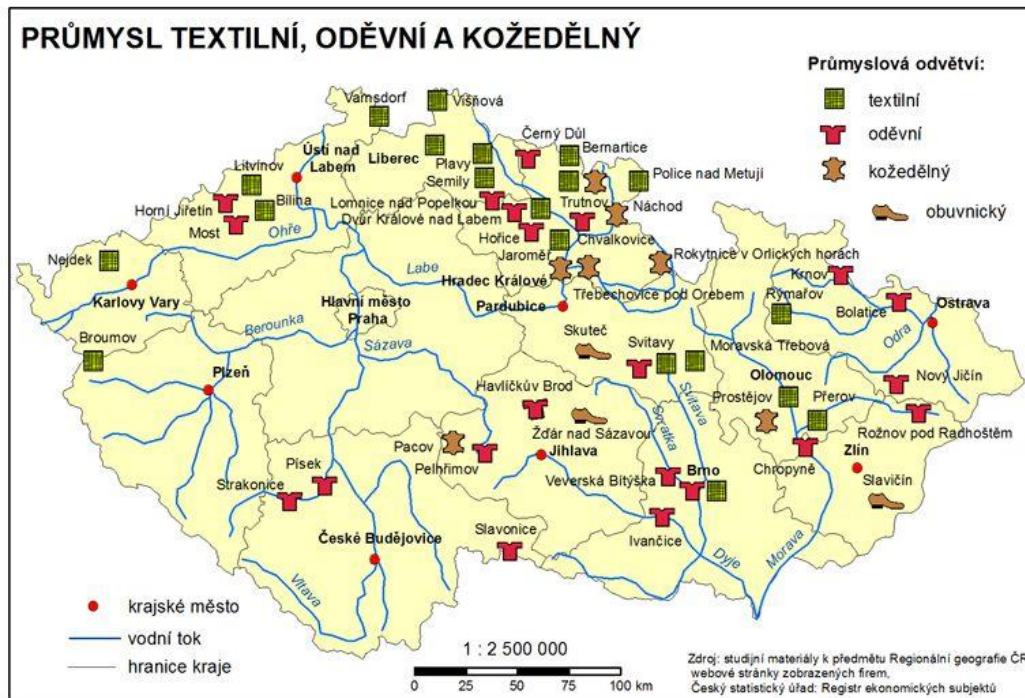 PRŮMYSL TEXTILNÍ, ODĚVNÍ A KOŽEDĚLNÝ
Průmyslová odvětví:
textilní
oděvní
kožedělný
obuvnický
Varnsdorf
Višňová
Černý Důl
Bernartice
Ústí nad
Labem
Liberec
Plavy
Semily
Police nad Metují
Litvínov
Bílina
Lomnice nad Popelkou
Trutnov
Náchod
Horní Jiřetín
Dvůr Králové nad Labem
Most
Hořice
Chvalkovice
Ohře
Jaroměř
Rokytnice v Orlických horách
Nejdek
Labe
Hradec Králové
Krnov
Karlovy Vary
Hlavní město
Praha
Třebechovice pod Orebem
Rýmařov
Pardubice
Bolatice
Ostrava
Berounka
Skuteč
Broumov
Sázava
Svitavy
Moravská Třebová
Odra
Plzeň
Havlíčkův Brod
Svitava
Olomouc
Nový Jičín
Prostějov
Přerov
Svratka
Žďár nad Sázavou
Rožnov pod Radhoštěm
Pacov
Pelhřimov
Jihlava
Zlín
Písek
Brno
Chropyně
Veverská Bitýška
Slavičín
Strakonice
Slavonice
Ivančice
České Budějovice
Dyje
Morava
Vltava
krajské město
vodní tok
hranice kraje
1 : 2 500 000
0 25 50 75 100 km
Zdroj: studijní materiály k předmětu Regionální geografie ČR,
webové stránky zobrazených firem,
Český statistický úřad: Registr ekonomických subjektů